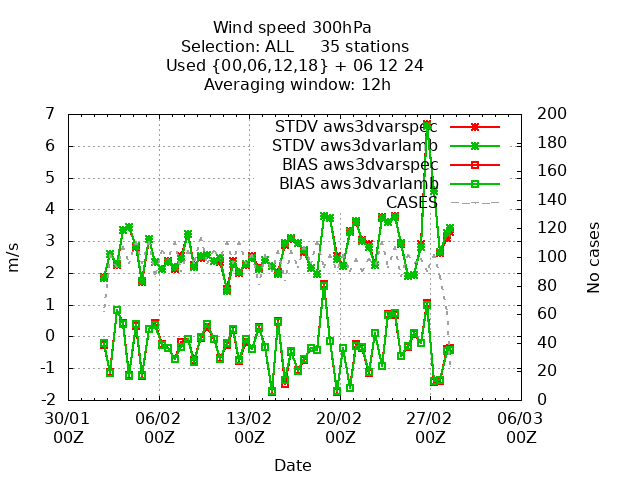 Wind speed 300hPa
Selection: ALL 35 stations
Used {00,06,12,18} + 06 12 24
Averaging window: 12h
7 200
STDV aws3dvarspec
180
STDV aws3dvarlamb
6
BIAS aws3dvarspec
160
BIAS aws3dvarlamb
5
CASES
140
4
120
3
100
2
80
1
60
0
40
-1
20
-2 0
m/s
No cases
30/01 06/02 13/02 20/02 27/02 06/03
00Z 00Z 00Z 00Z 00Z 00Z
Date